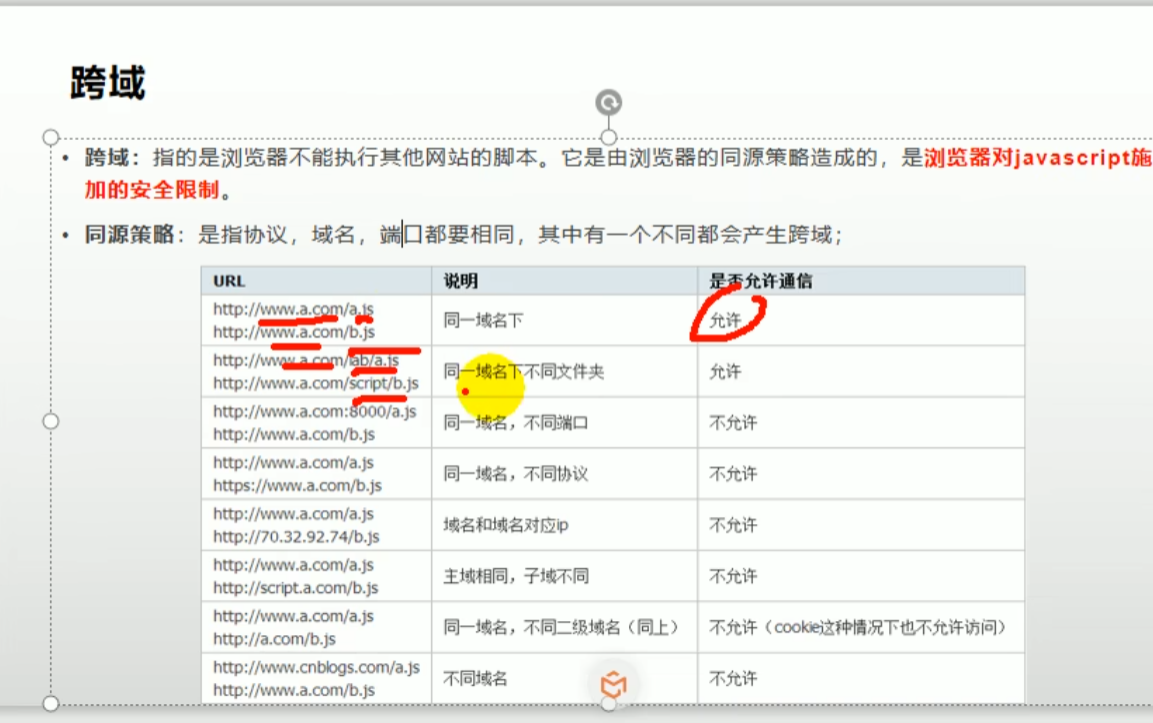 跨域
• 跨域：指的是浏览器不能执行其他网站的脚本。它是由浏览器的同源策略造成的，是浏览器对javascript施
加的安全限制。
• 同源策略：是指协议，域名，端口都要相同，其中有一个不同都会产生跨域；
URL 说明 是否允许通信
http://www.a.com/a.js
http://www.a.com/b.js
同一域名下
允许
http://www.a.com/lab/a.js
http://www.a.com/script/b.js
同一域名下不同文件夹
允许
http://www.a.com:8000/a.js
http://www.a.com/b.js
同一域名，不同端口
不允许
http://www.a.com/a.js
https://www.a.com/b.js
同一域名，不同协议
不允许
http://www.a.com/a.js
http://70.32.92.74/b.js
域名和域名对应ip
不允许
http://www.a.com/a.js
http://script.a.com/b.js
主域相同，子域不同
不允许
http://www.a.com/a.js
http://a.com/b.js
同一域名，不同二级域名（同上）
不允许（cookie这种情况下也不允许访问）
http://www.cnblogs.com/a.js
http://www.a.com/b.js
不同域名
不允许